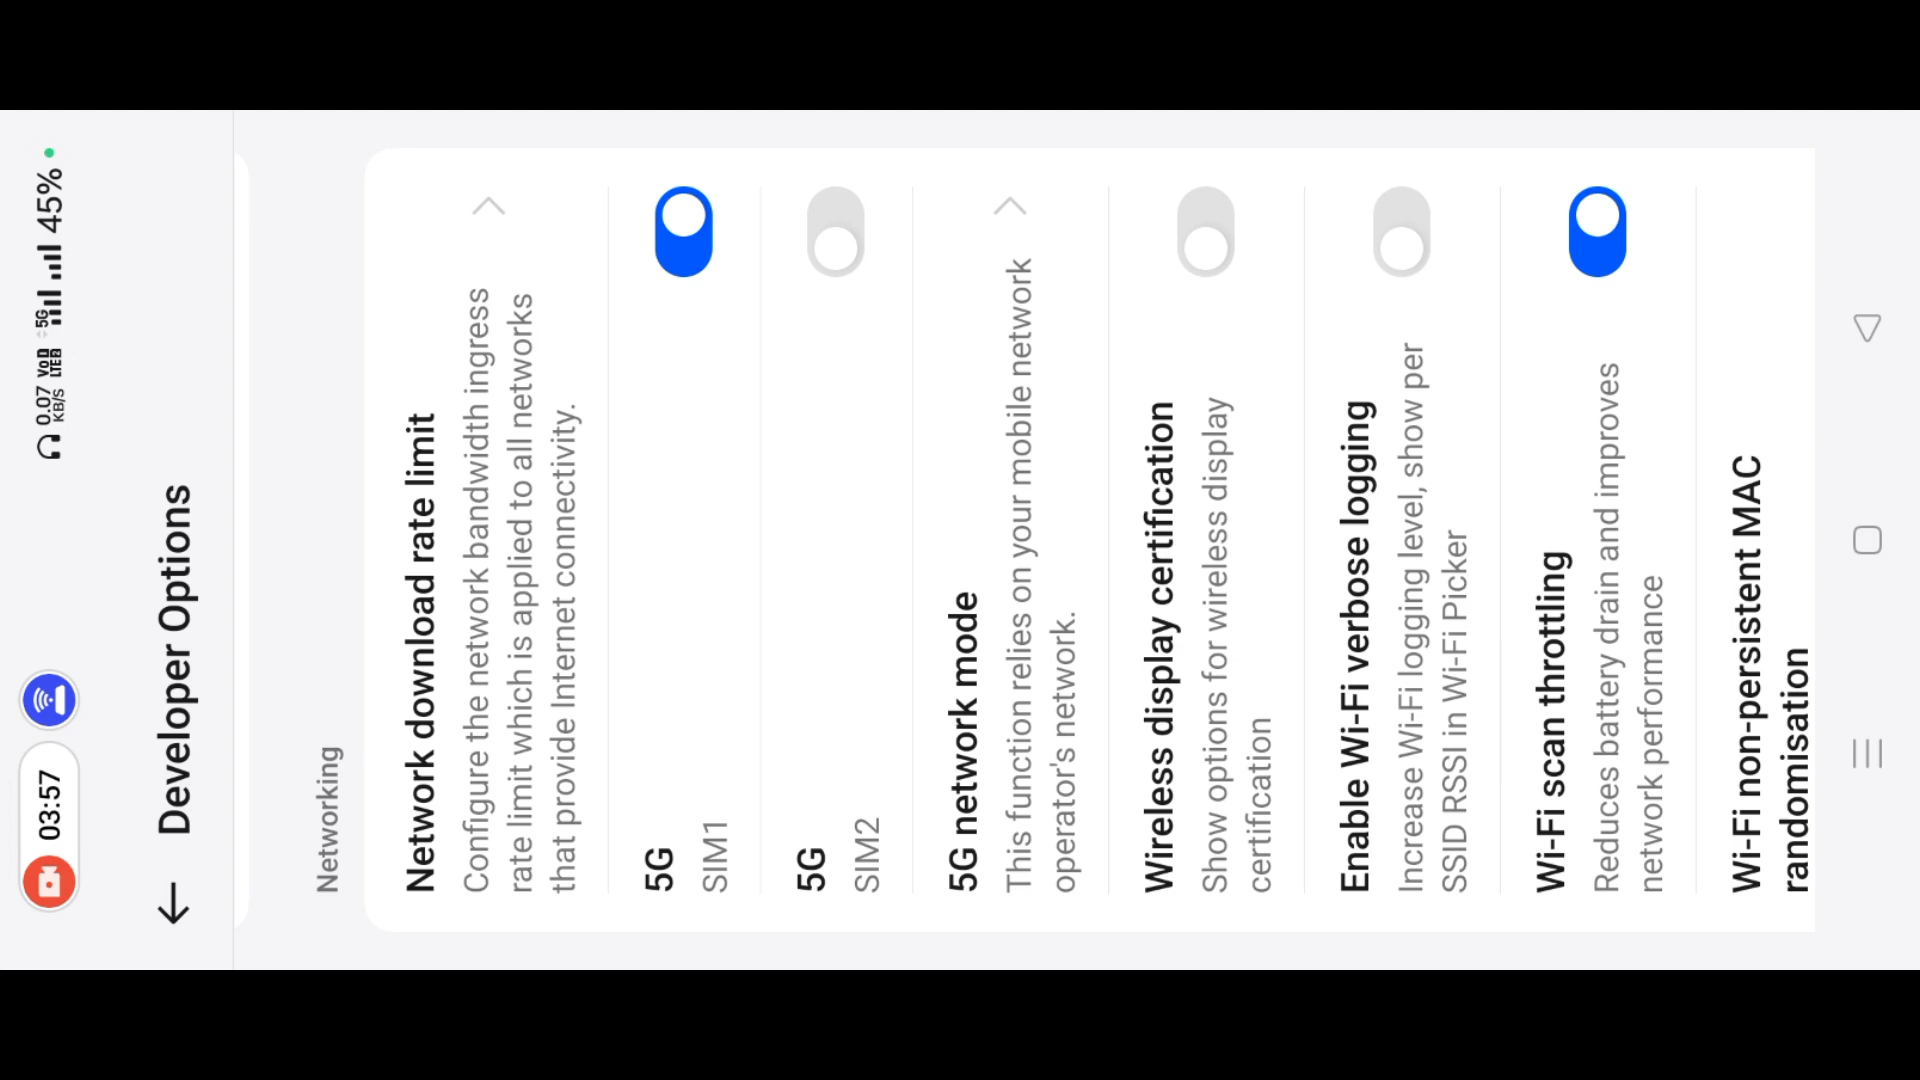 03:57
0.07
KB/S
VoD
LTE2
5G
45%
Developer Options
Networking
Network download rate limit
Configure the network bandwidth ingress
rate limit which is applied to all networks
that provide Internet connectivity.
5G
SIM1
5G
SIM2
5G network mode
This function relies on your mobile network
operator's network.
Wireless display certification
Show options for wireless display
certification
Enable Wi-Fi verbose logging
Increase Wi-Fi logging level, show per
SSID RSSI in Wi-Fi Picker
Wi-Fi scan throttling
Reduces battery drain and improves
network performance
Wi-Fi non-persistent MAC
randomisation